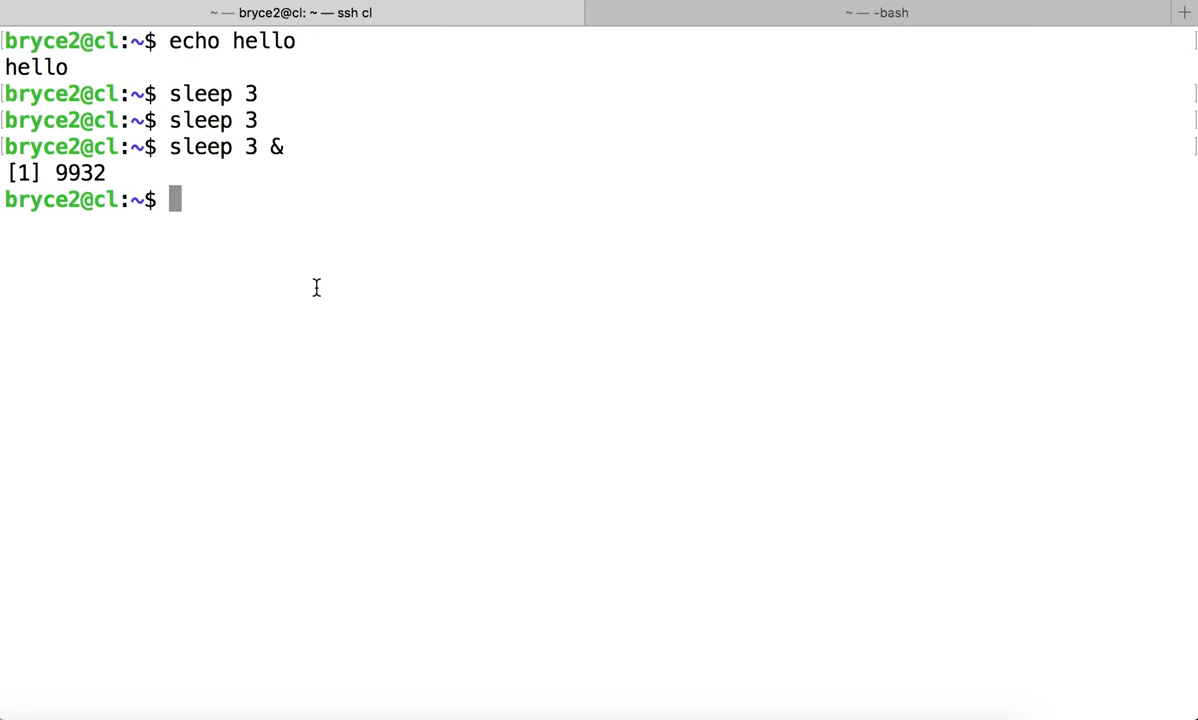 ~ — bryce2@cl: ~ — ssh cl
~ — -bash
bryce2@cl:~$ echo hello
hello
bryce2@cl:~$ sleep 3
bryce2@cl:~$ sleep 3
bryce2@cl:~$ sleep 3 &
[1] 9932
bryce2@cl:~$